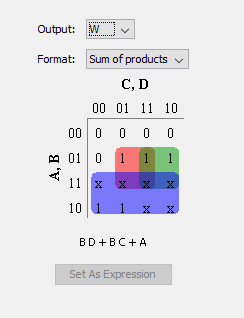 Output: W
Format: Sum of products
C, D
00 01 11 10
A, B
00 0 0 0 0
01 0 1 1 1
11 x x x x
10 1 1 x x
B D + B C + A
Set As Expression